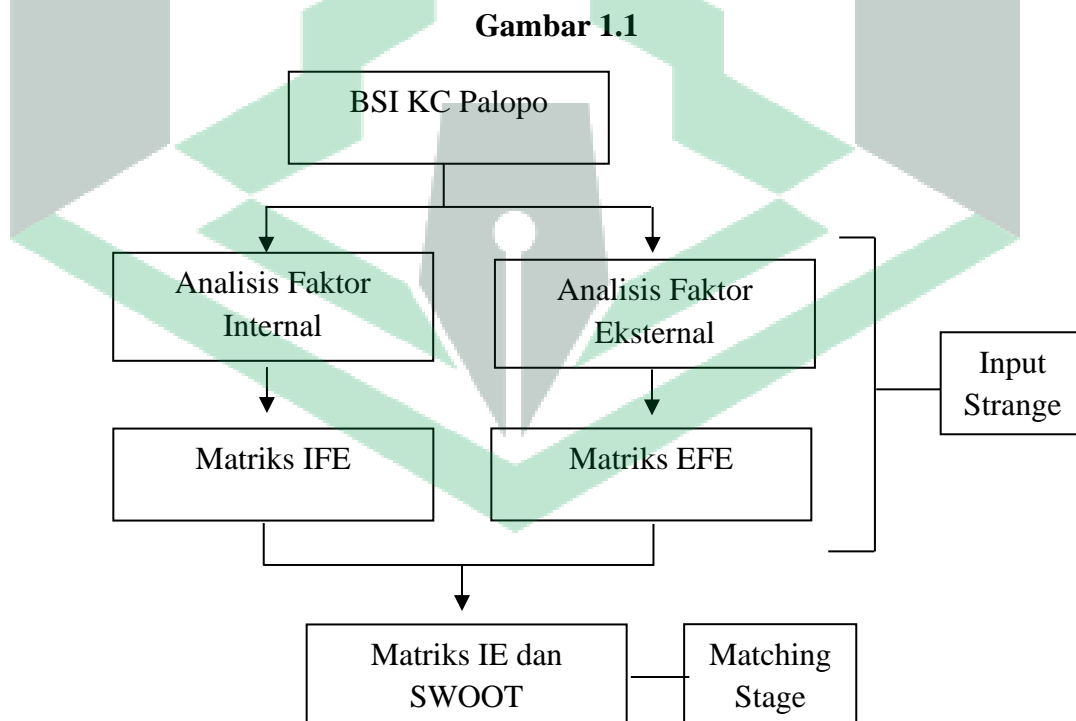 Gambar 1.1
BSI KC Palopo
Analisis Faktor
Internal
Analisis Faktor
Eksternal
Input
Strange
Matriks IFE
Matriks EFE
Matriks IE dan
SWOOT
Matching
Stage